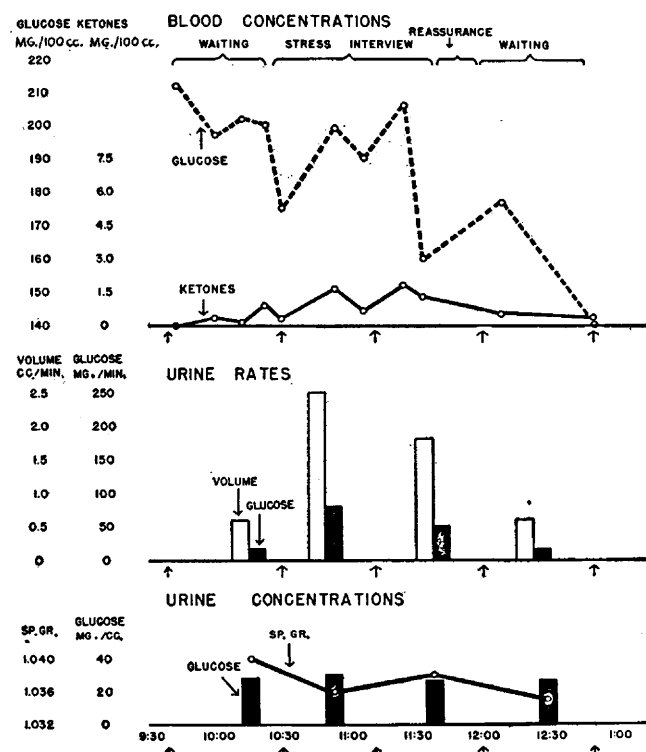 GLUCOSE KETONES BLOOD CONCENTRATIONS
MG./100 CC. MG./100 CC.
WAITING STRESS INTERVIEW REASSURANCE WAITING
220
210
200
GLUCOSE
190 7.5
180 6.0
170 4.5
160 3.0
150 1.5
KETONES
140 0
VOLUME GLUCOSE URINE RATES
CC/MIN. MG./MIN.
2.5 250
2.0 200
1.5 150
1.0 100
VOLUME
GLUCOSE
0.5 50
0 0
URINE CONCENTRATIONS
SP. GR. GLUCOSE
MG./CC.
SP. GR.
1.040 40
GLUCOSE
1.036 20
1.032 0
9:30 10:00 10:30 11:00 11:30 12:00 12:30 1:00